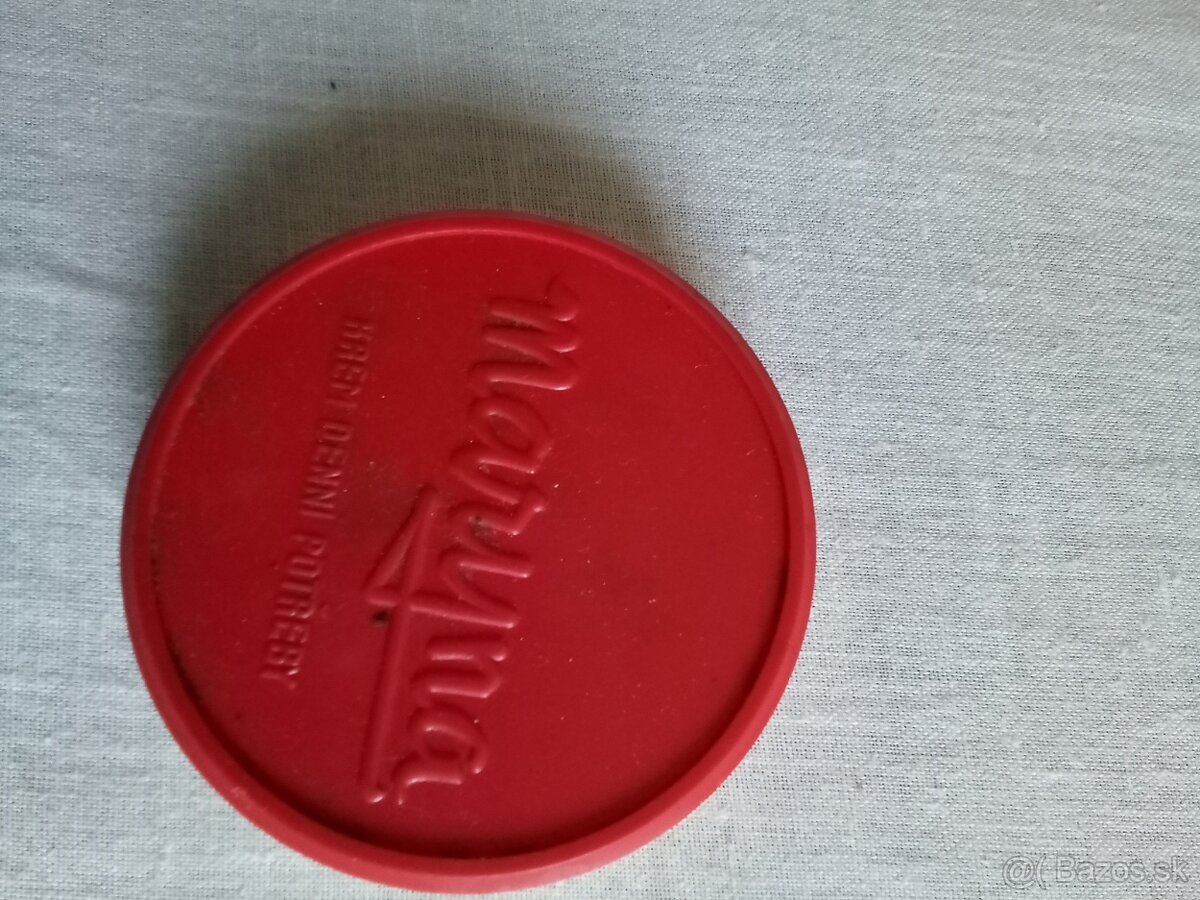 Maryna
KRÉM DENNÍ POTŘEBY
@( Bazos.sk